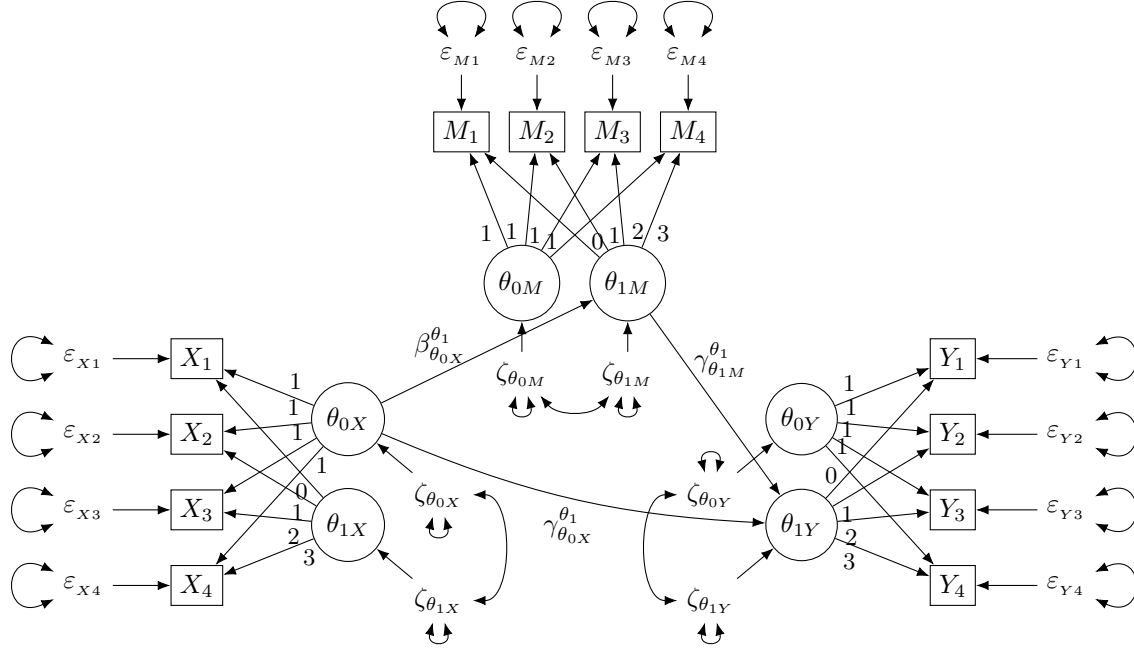 ε_{M1} ε_{M2} ε_{M3} ε_{M4}
M_1 M_2 M_3 M_4
1 1 1 1 0 1 2 3
θ_{0M} θ_{1M}
β^{θ_1}_{θ_{0X}}
ζ_{θ_{0M}} ζ_{θ_{1M}}
γ^{θ_1}_{θ_{1M}}
ε_{X1} X_1
ε_{X2} X_2
ε_{X3} X_3
ε_{X4} X_4
1
1
1
1
θ_{0X}
0
1
2
3
θ_{1X}
ζ_{θ_{0X}}
ζ_{θ_{1X}}
γ^{θ_1}_{θ_{0X}}
ζ_{θ_{0Y}}
ζ_{θ_{1Y}}
θ_{0Y}
1
1
1
1
θ_{1Y}
0
1
2
3
Y_1 ε_{Y1}
Y_2 ε_{Y2}
Y_3 ε_{Y3}
Y_4 ε_{Y4}